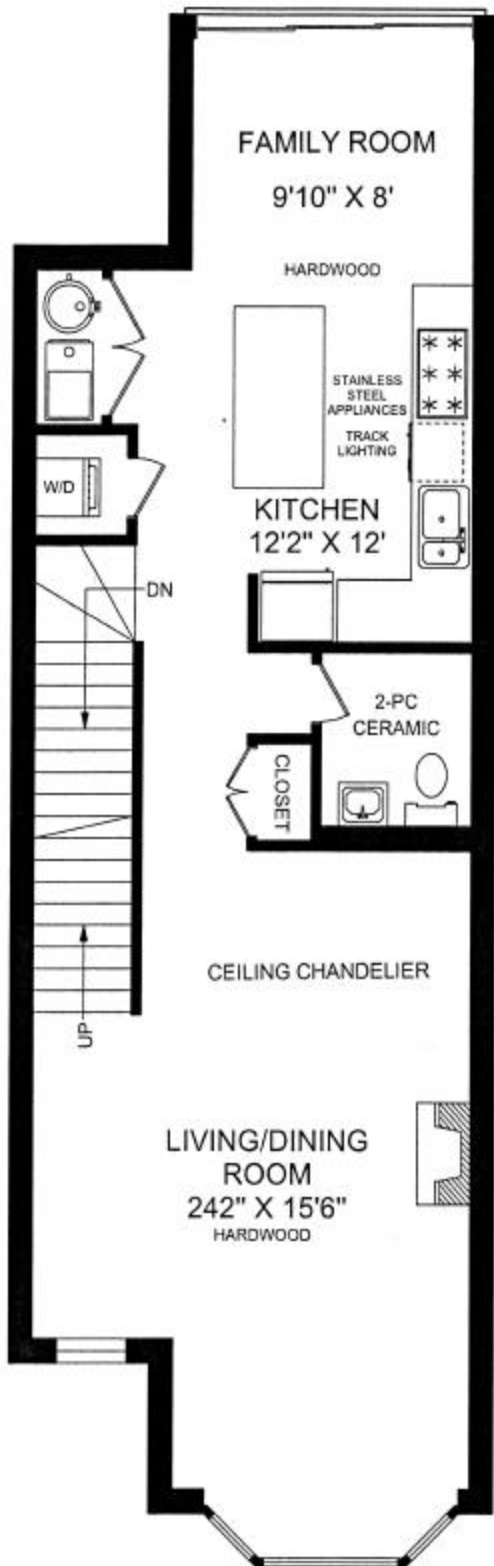 FAMILY ROOM
9'10" X 8'
HARDWOOD
STAINLESS
STEEL
APPLIANCES
TRACK
LIGHTING
W/D
KITCHEN
12'2" X 12'
DN
2-PC
CERAMIC
CLOSET
CEILING CHANDELIER
UP
LIVING/DINING
ROOM
242" X 15'6"
HARDWOOD